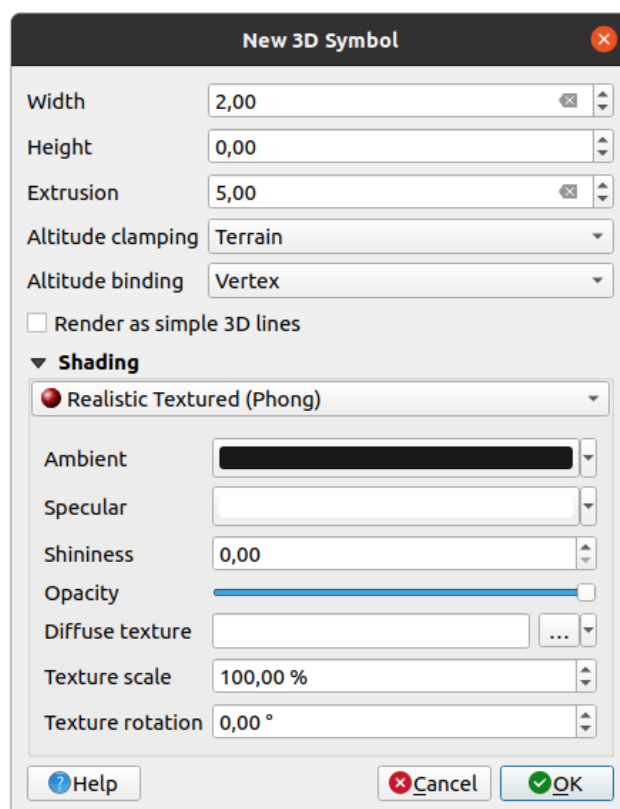 New 3D Symbol
Width 2,00
Height 0,00
Extrusion 5,00
Altitude clamping Terrain
Altitude binding Vertex
Render as simple 3D lines
Shading
Realistic Textured (Phong)
Ambient
Specular
Shininess 0,00
Opacity
Diffuse texture ...
Texture scale 100,00 %
Texture rotation 0,00 °
Help Cancel OK